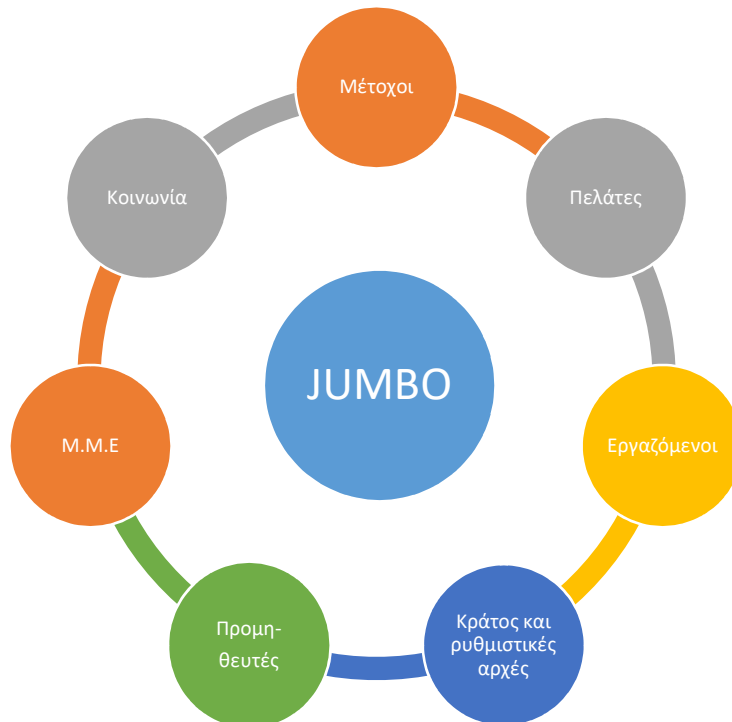 Μέτοχοι
Πελάτες
Εργαζόμενοι
Κράτος και
ρυθμιστικές
αρχές
Προμη-
θευτές
Μ.Μ.Ε
Κοινωνία
JUMBO